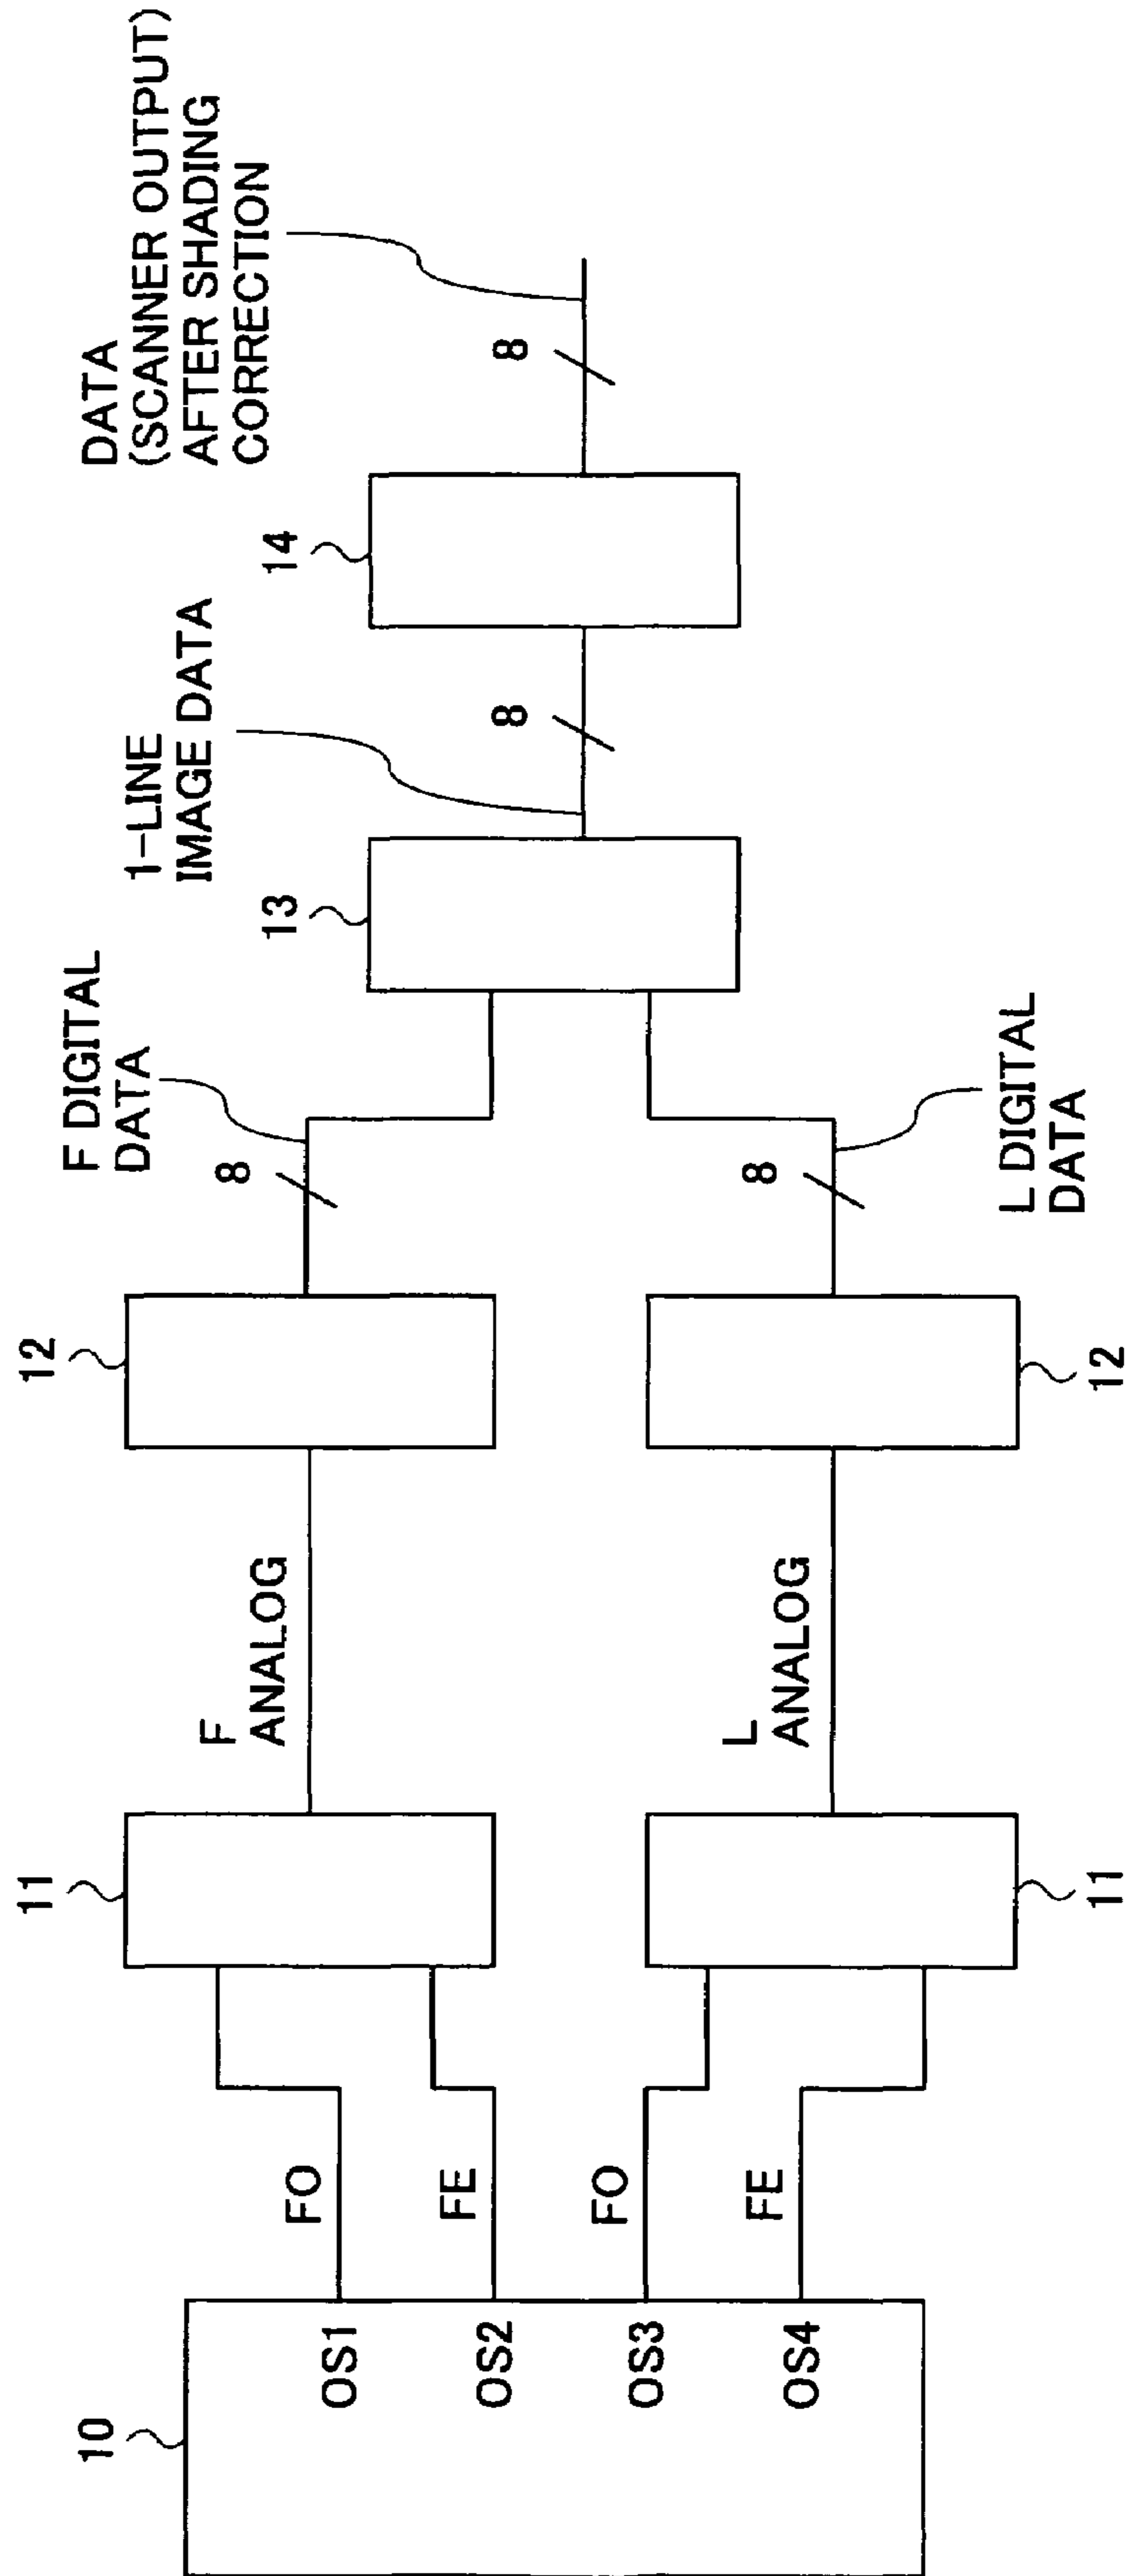 10
OS1
OS2
OS3
OS4
FO
FE
FO
FE
11
11
F
ANALOG
L
ANALOG
12
12
8
8
F DIGITAL
DATA
L DIGITAL
DATA
13
1-LINE
IMAGE DATA
8
14
8
DATA
(SCANNER OUTPUT)
AFTER SHADING
CORRECTION